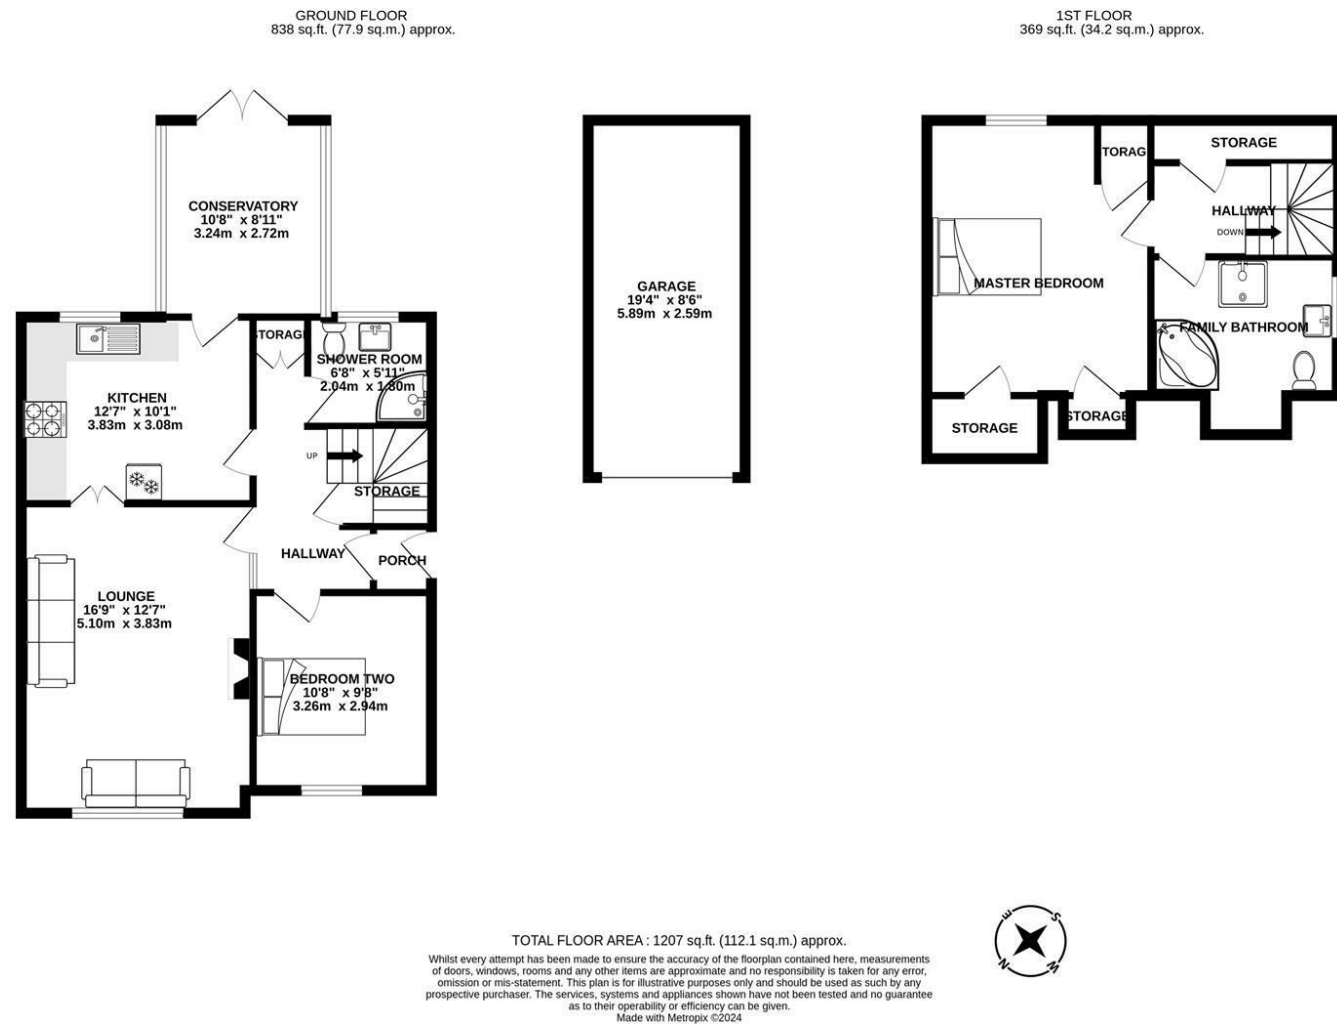 GROUND FLOOR
838 sq.ft. (77.9 sq.m.) approx.
1ST FLOOR
369 sq.ft. (34.2 sq.m.) approx.
CONSERVATORY
10'8" x 8'11"
3.24m x 2.72m
STORAGE
SHOWER ROOM
6'8" x 5'11"
2.04m x 1.80m
KITCHEN
12'7" x 10'1"
3.83m x 3.08m
UP
STORAGE
HALLWAY
PORCH
LOUNGE
16'9" x 12'7"
5.10m x 3.83m
BEDROOM TWO
10'8" x 9'8"
3.26m x 2.94m
GARAGE
19'4" x 8'6"
5.89m x 2.59m
TORAG
STORAGE
HALLWAY
DOWN
MASTER BEDROOM
FAMILY BATHROOM
STORAGE
STORAGE
E
S
N
W
TOTAL FLOOR AREA : 1207 sq.ft. (112.1 sq.m.) approx.
Whilst every attempt has been made to ensure the accuracy of the floorplan contained here, measurements
of doors, windows, rooms and any other items are approximate and no responsibility is taken for any error,
omission or mis-statement. This plan is for illustrative purposes only and should be used as such by any
prospective purchaser. The services, systems and appliances shown have not been tested and no guarantee
as to their operability or efficiency can be given.
Made with Metropix ©2024